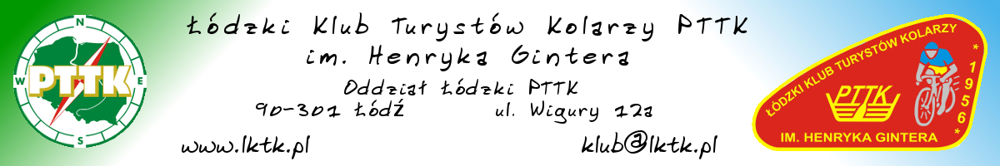 N
W PTTK E
S
Łódzki Klub Turystów Kolarzy PTTK
im. Henryka Gintera
Oddział Łódzki PTTK
90-301 Łódź ul. Wigury 12a
www.lktk.pl klub@lktk.pl
ŁÓDZKI KLUB TURYSTÓW KOLARZY
*1956*
PTTK
IM. HENRYKA GINTERA